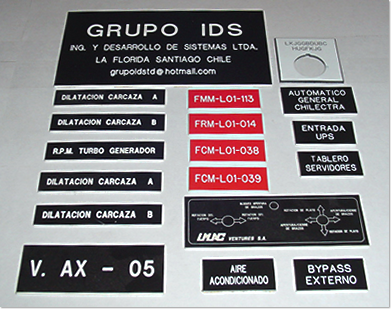 GRUPO IDS
ING. Y DESARROLLO DE SISTEMAS LTDA.
LA FLORIDA SANTIAGO CHILE
grupoidstd@hotmail.com
DILATACION CARCAZA A
DILATACION CARCAZA B
R.P.M. TURBO GENERADOR
DILATACION CARCAZA A
DILATACION CARCAZA B
V. AX - 05
FMM-L01-113
FRM-L01-014
FCM-L01-038
FCM-L01-039
AUTOMATICO
GENERAL
CHILECTRA
ENTRADA
UPS
TABLERO
SERVIDORES
VENTURES S.A.
AIRE
ACONDICIONADO
BYPASS
EXTERNO